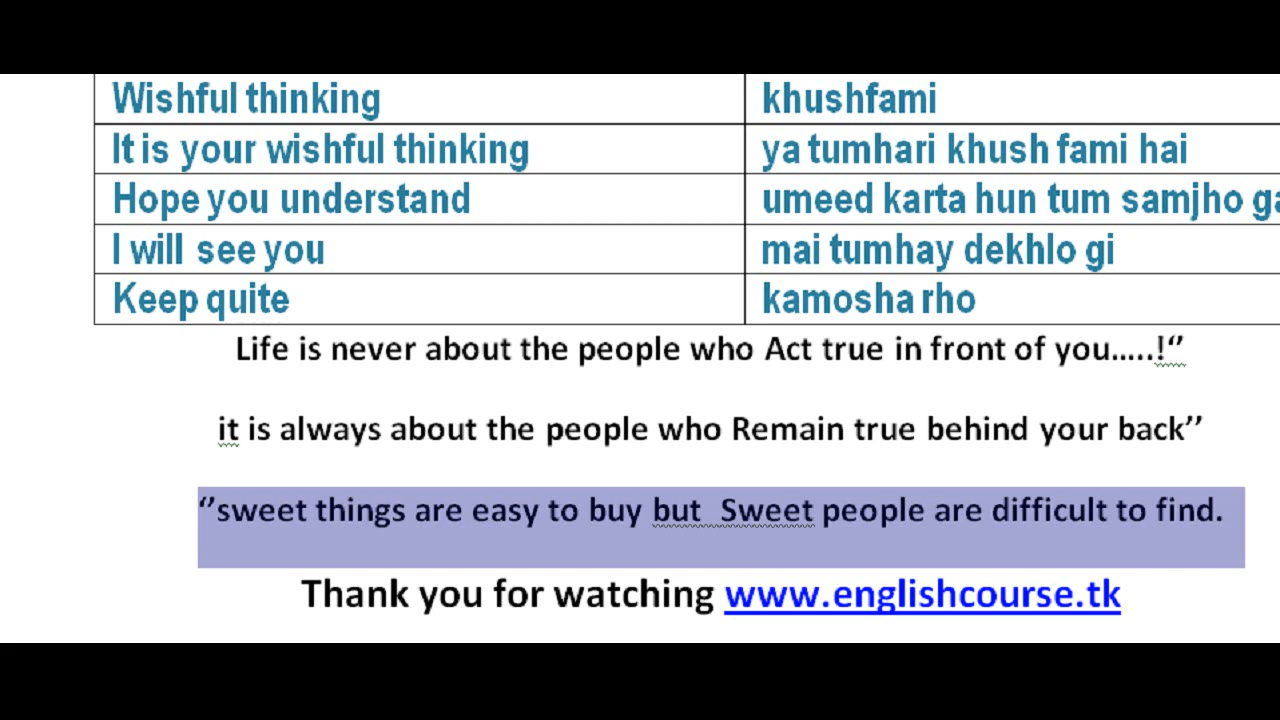 Wishful thinking khushfami
It is your wishful thinking ya tumhari khush fami hai
Hope you understand umeed karta hun tum samjho
I will see you mai tumhay dekhlo gi
Keep quite kamosha rho
Life is never about the people who Act true in front of you.....!‘’
it is always about the people who Remain true behind your back’’
‘’sweet things are easy to buy but Sweet people are difficult to find.
Thank you for watching www.englishcourse.tk